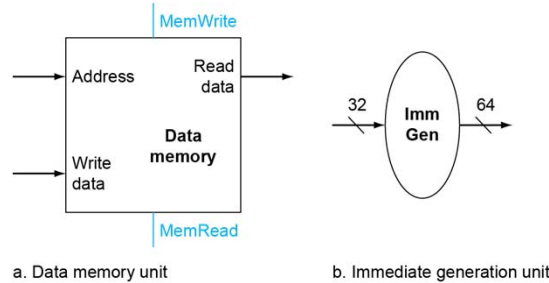 MemWrite
Address
Read
data
Data
memory
Write
data
MemRead
a. Data memory unit
32
Imm
Gen
64
b. Immediate generation unit